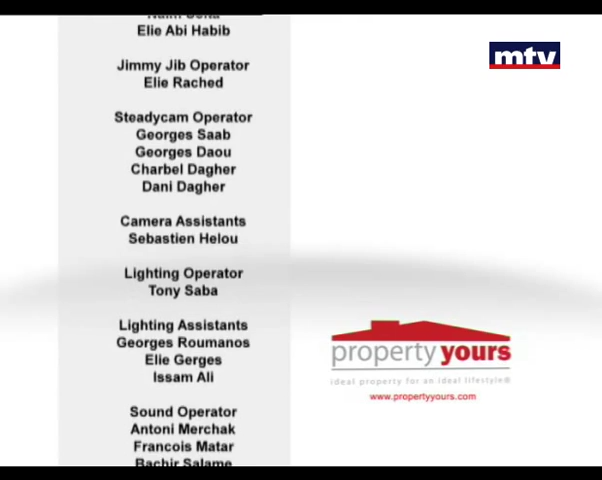 Elie Abi Habib
Jimmy Jib Operator
Elie Rached
Steadycam Operator
Georges Saab
Georges Daou
Charbel Dagher
Dani Dagher
Camera Assistants
Sebastien Helou
Lighting Operator
Tony Saba
Lighting Assistants
Georges Roumanos
Elie Gerges
Issam Ali
Sound Operator
Antoni Merchak
Francois Matar
Bachir Salame
mtv
property yours
ideal property for an ideal lifestyle®
www.propertyyours.com